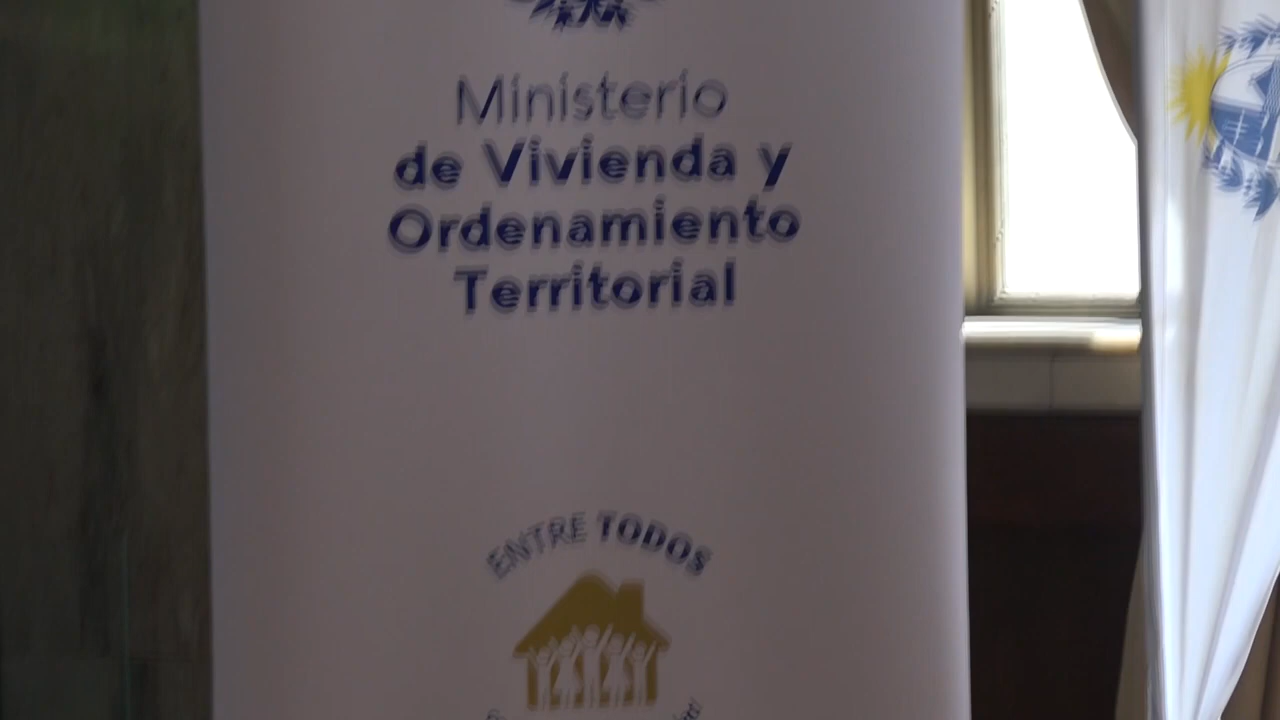 Ministerio
de Vivienda y
Ordenamiento
Territorial
ENTRE TODOS